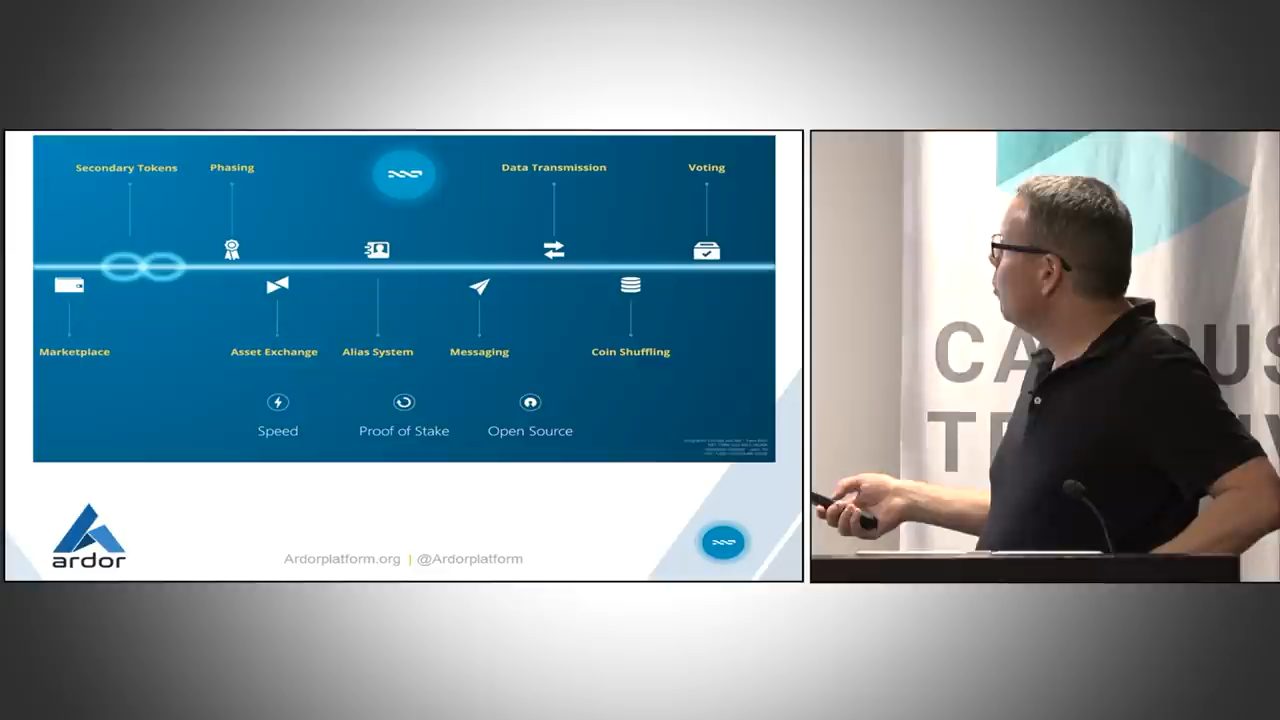 Secondary Tokens
Phasing
Data Transmission
Voting
Marketplace
Asset Exchange
Alias System
Messaging
Coin Shuffling
Speed
Proof of Stake
Open Source
ardor
Ardorplatform.org | @Ardorplatform